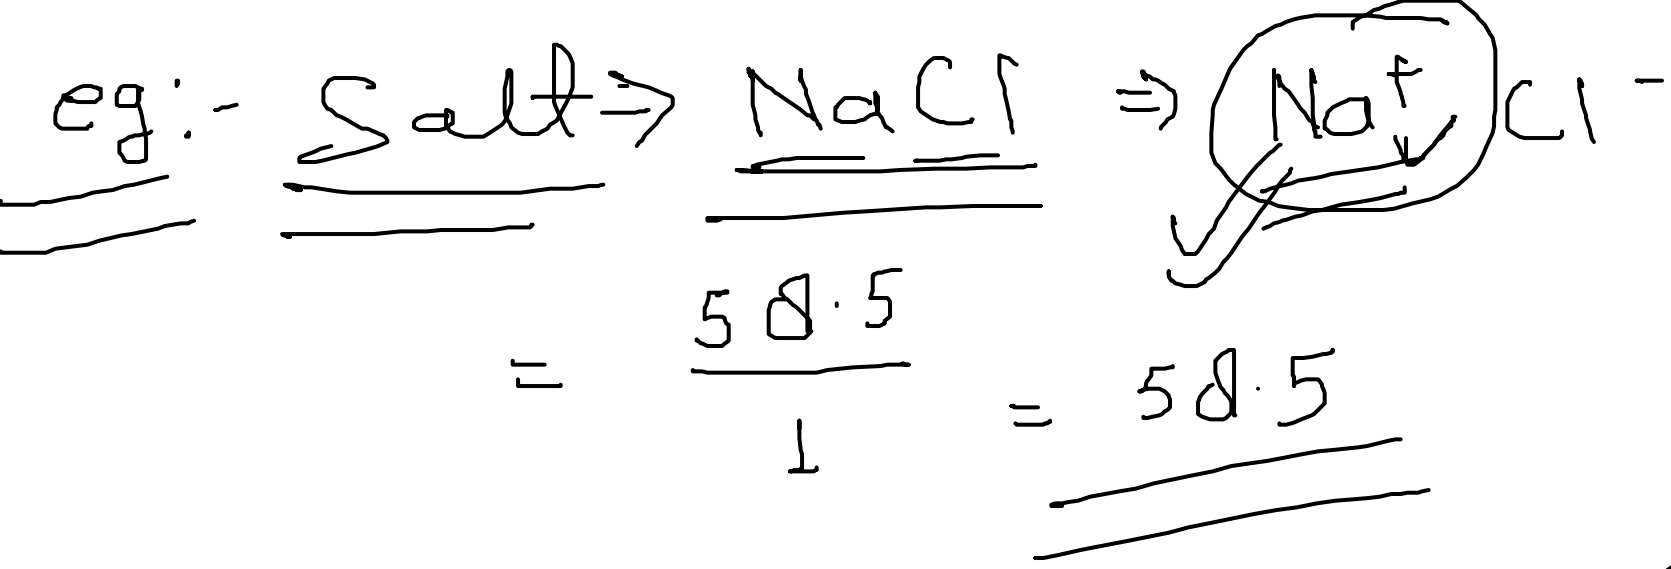 eg:- Salt ⇒ NaCl ⇒ Na⁺ Cl⁻
= 58.5 / 1 = 58.5